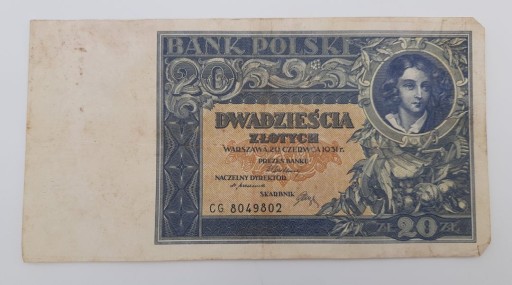 BANK POLSKI
20
DWADZIEŚCIA
ZŁOTYCH
WARSZAWA, 20 CZERWCA 1931 r.
PREZES BANKU
NACZELNY DYREKTOR
SKARBNIK
CG 8049802
ZŁ 20 ZŁ